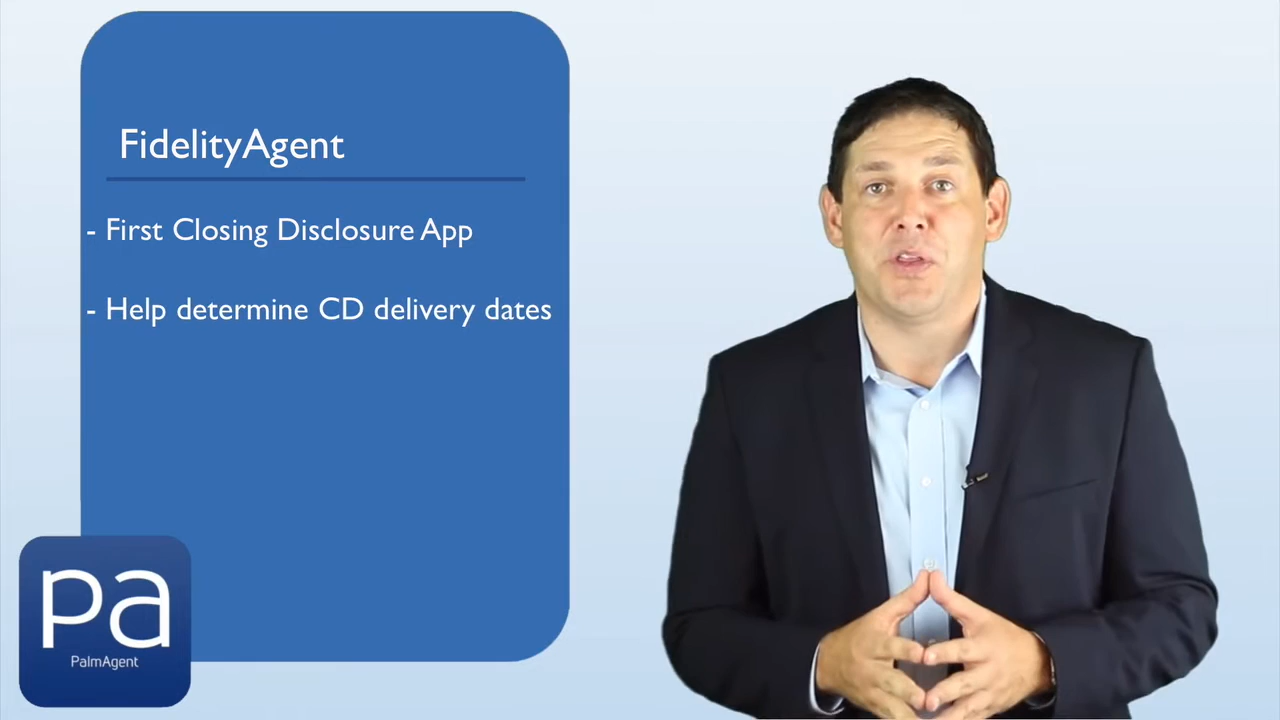 FidelityAgent
- First Closing Disclosure App
- Help determine CD delivery dates
pa
PalmAgent